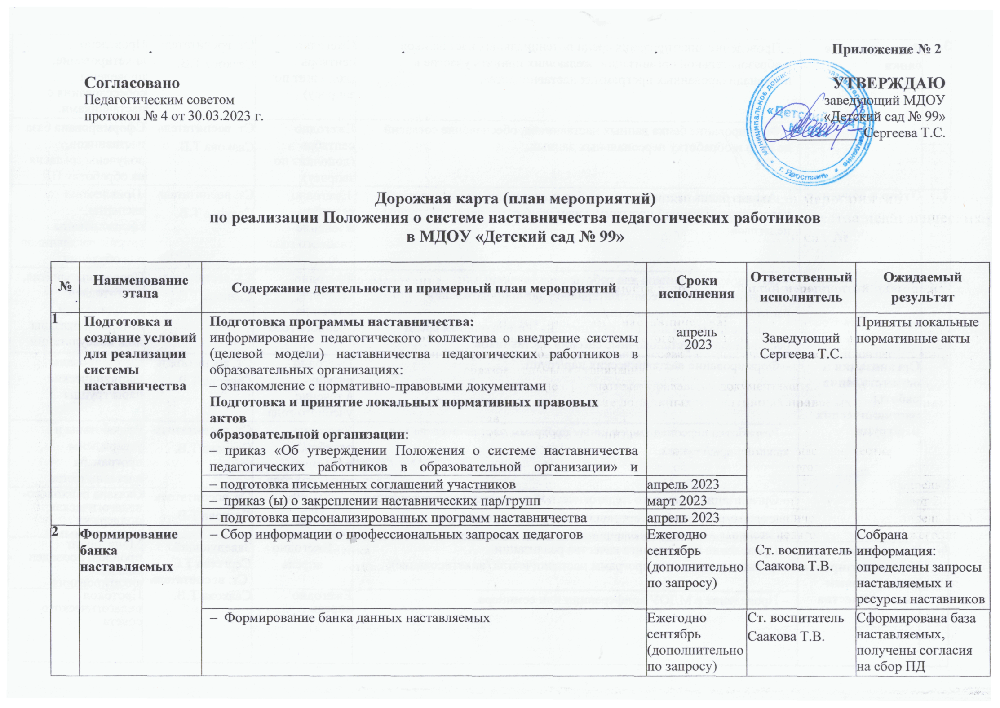 Приложение № 2
Согласовано
Педагогическим советом
протокол № 4 от 30.03.2023 г.
УТВЕРЖДАЮ
заведующий МДОУ
«Детский сад № 99»
Сергеева Т.С.
«Детский сад
№ 99»
г. Ярославль
Дорожная карта (план мероприятий)
по реализации Положения о системе наставничества педагогических работников
в МДОУ «Детский сад № 99»
№
Наименование
этапа
Содержание деятельности и примерный план мероприятий
Сроки
исполнения
Ответственный
исполнитель
Ожидаемый
результат
1
Подготовка и
создание условий
для реализации
системы
наставничества
Подготовка программы наставничества:
информирование педагогического коллектива о внедрение системы
(целевой модели) наставничества педагогических работников в
образовательных организациях:
– ознакомление с нормативно-правовыми документами
Подготовка и принятие локальных нормативных правовых
актов
образовательной организации:
– приказ «Об утверждении Положения о системе наставничества
педагогических работников в образовательной организации» и
апрель
2023
Заведующий
Сергеева Т.С.
Приняты локальные
нормативные акты
– подготовка письменных соглашений участников
апрель 2023
– приказ (ы) о закреплении наставнических пар/групп
март 2023
– подготовка персонализированных программ наставничества
апрель 2023
2
Формирование
банка
наставляемых
– Сбор информации о профессиональных запросах педагогов
Ежегодно
сентябрь
(дополнительно
по запросу)
Ст. воспитатель
Саакова Т.В.
Собрана
информация:
определены запросы
наставляемых и
ресурсы наставников
– Формирование банка данных наставляемых
Ежегодно
сентябрь
(дополнительно
по запросу)
Ст. воспитатель
Саакова Т.В.
Сформирована база
наставляемых,
получены согласия
на сбор ПД